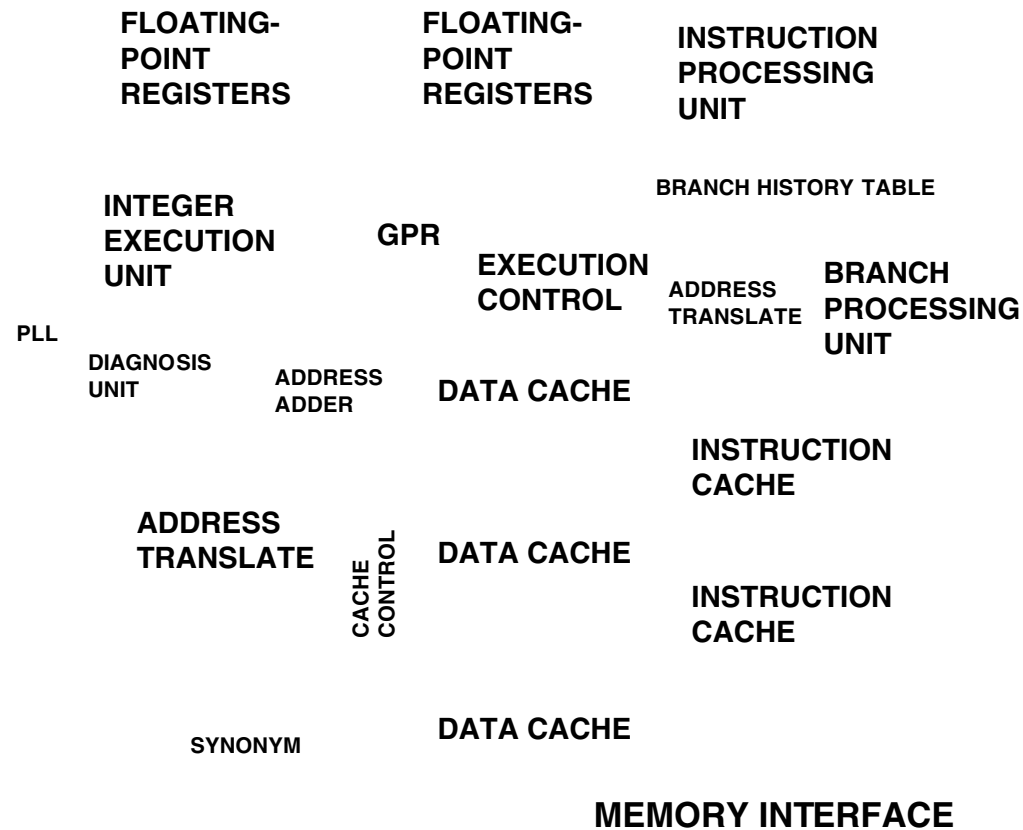 FLOATING-
POINT
REGISTERS
FLOATING-
POINT
REGISTERS
INSTRUCTION
PROCESSING
UNIT
BRANCH HISTORY TABLE
INTEGER
EXECUTION
UNIT
GPR
EXECUTION
CONTROL
ADDRESS
TRANSLATE
BRANCH
PROCESSING
UNIT
PLL
DIAGNOSIS
UNIT
ADDRESS
ADDER
DATA CACHE
INSTRUCTION
CACHE
ADDRESS
TRANSLATE
CACHE
CONTROL
DATA CACHE
INSTRUCTION
CACHE
SYNONYM
DATA CACHE
MEMORY INTERFACE